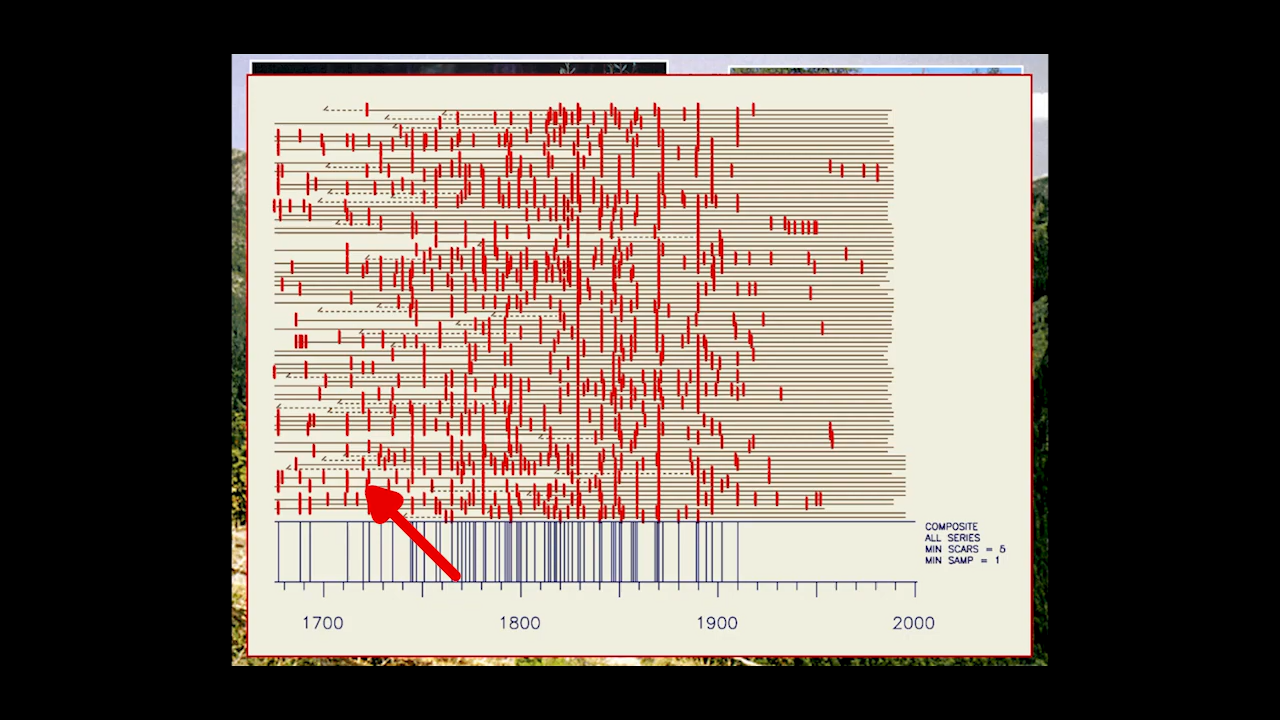 COMPOSITE
ALL SERIES
MIN SCARS = 5
MIN SAMP = 1
1700 1800 1900 2000